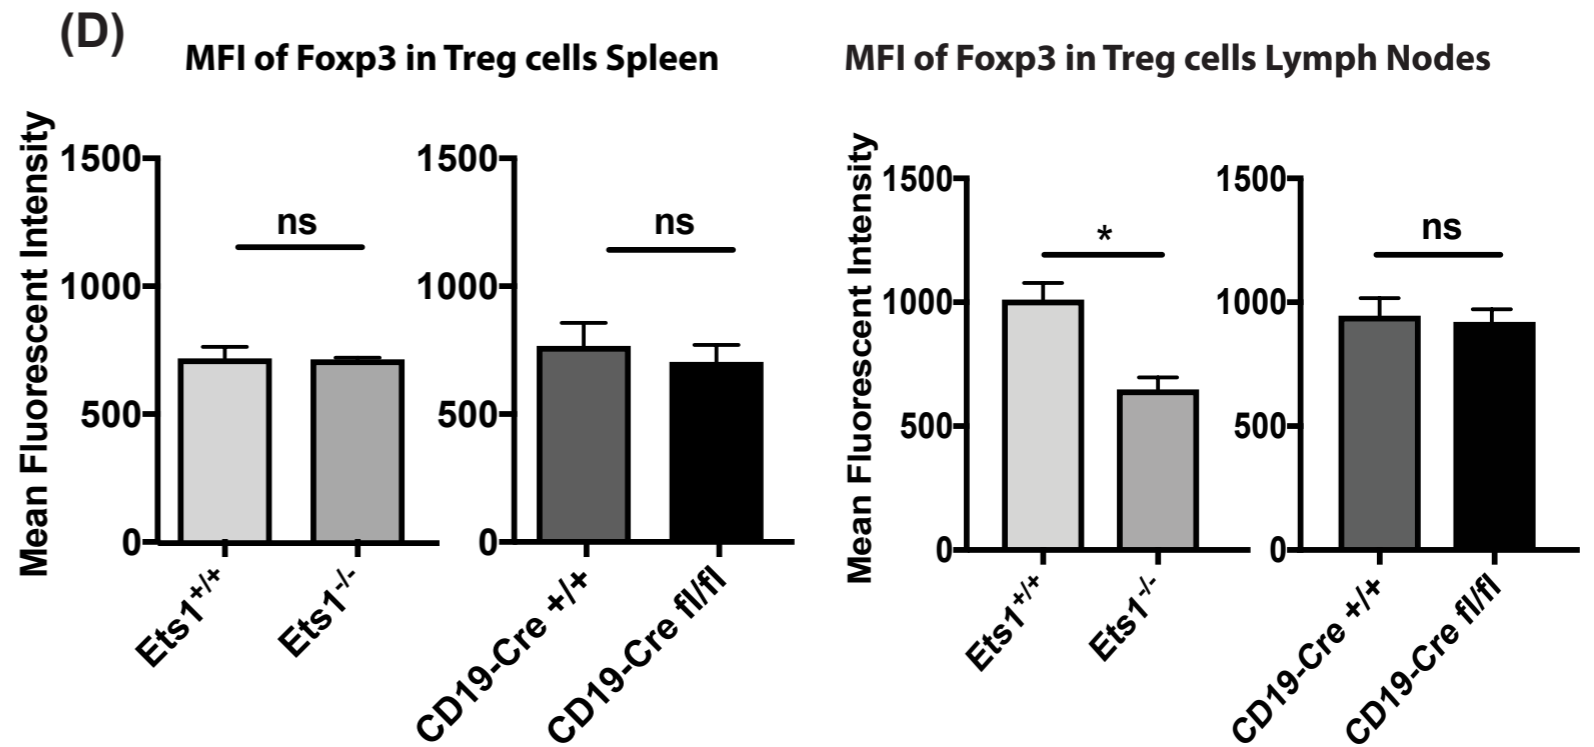 (D)
MFI of Foxp3 in Treg cells Spleen
MFI of Foxp3 in Treg cells Lymph Nodes
Mean Fluorescent Intensity
1500
1000
500
0
ns
Ets1+/+
Ets1-/-
1500
1000
500
0
ns
CD19-Cre +/+
CD19-Cre fl/fl
Mean Fluorescent Intensity
1500
1000
500
0
*
Ets1+/+
Ets1-/-
1500
1000
500
0
ns
CD19-Cre +/+
CD19-Cre fl/fl